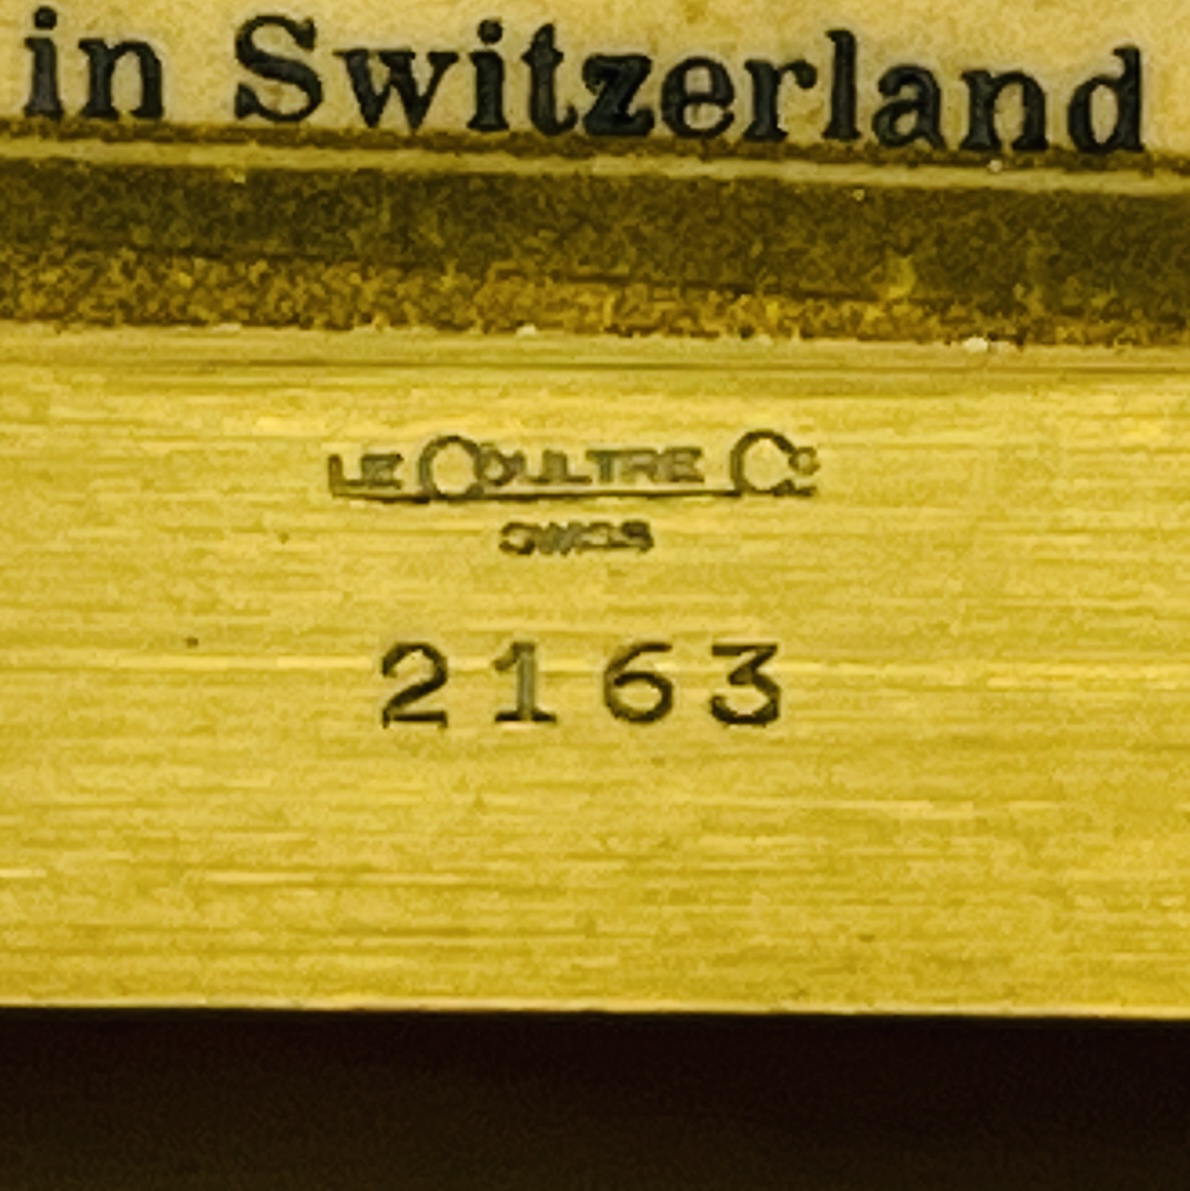 in Switzerland
LE COULTRE Co
SWISS
2163